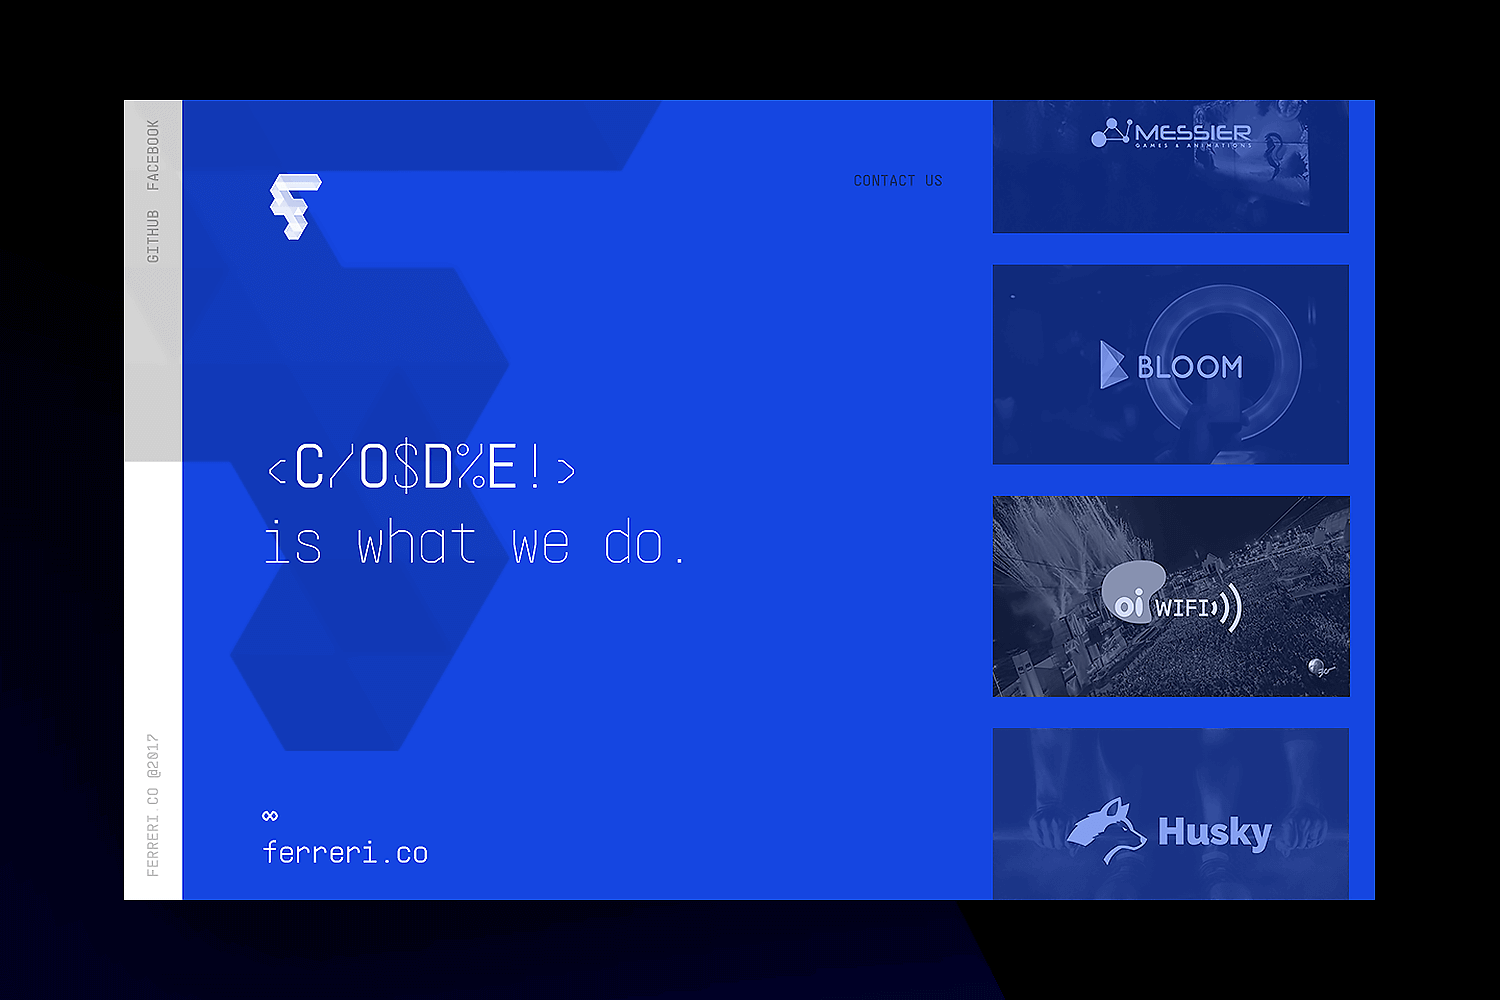 FACEBOOK
GITHUB
FERRERI.CO @2017
CONTACT US
<C/O$D%E!>
is what we do.
∞
ferreri.co
MESSIER
GAMES & ANIMATIONS
BLOOM
oi WIFI
Husky